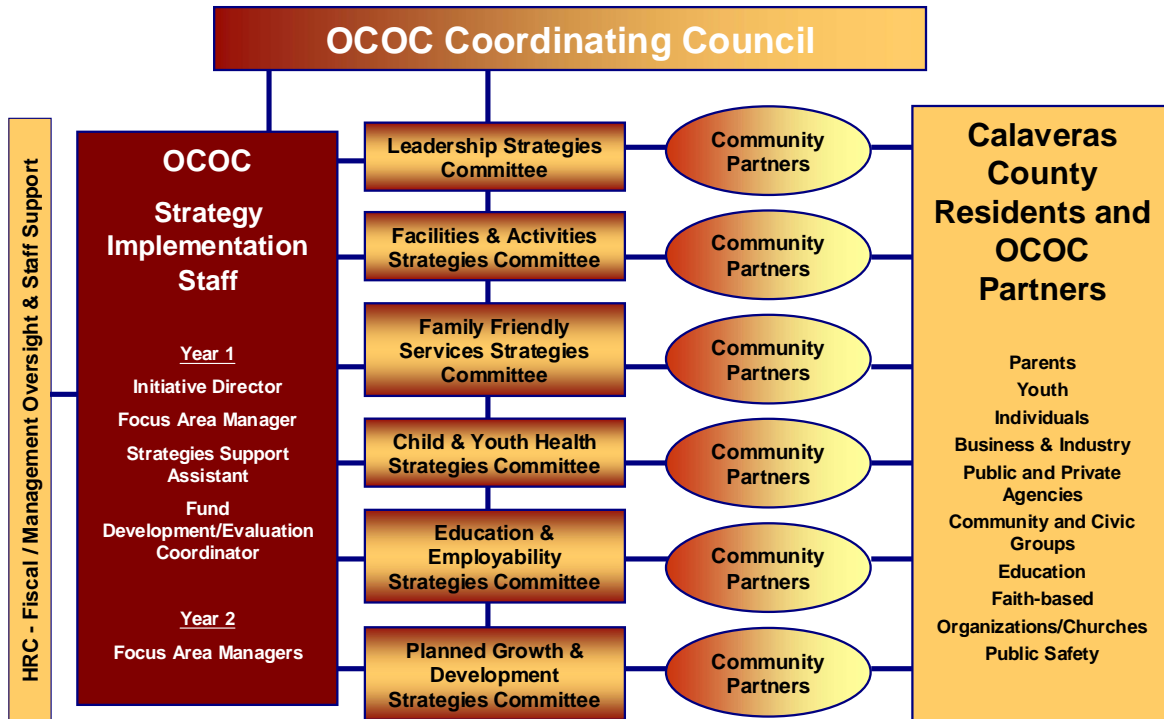 OCOC Coordinating Council
HRC - Fiscal / Management Oversight & Staff Support
OCOC
Strategy
Implementation
Staff
Year 1
Initiative Director
Focus Area Manager
Strategies Support
Assistant
Fund
Development/Evaluation
Coordinator
Year 2
Focus Area Managers
Leadership Strategies
Committee
Community
Partners
Facilities & Activities
Strategies Committee
Community
Partners
Family Friendly
Services Strategies
Committee
Community
Partners
Child & Youth Health
Strategies Committee
Community
Partners
Education &
Employability
Strategies Committee
Community
Partners
Planned Growth &
Development
Strategies Committee
Community
Partners
Calaveras
County
Residents and
OCOC
Partners
Parents
Youth
Individuals
Business & Industry
Public and Private
Agencies
Community and Civic
Groups
Education
Faith-based
Organizations/Churches
Public Safety